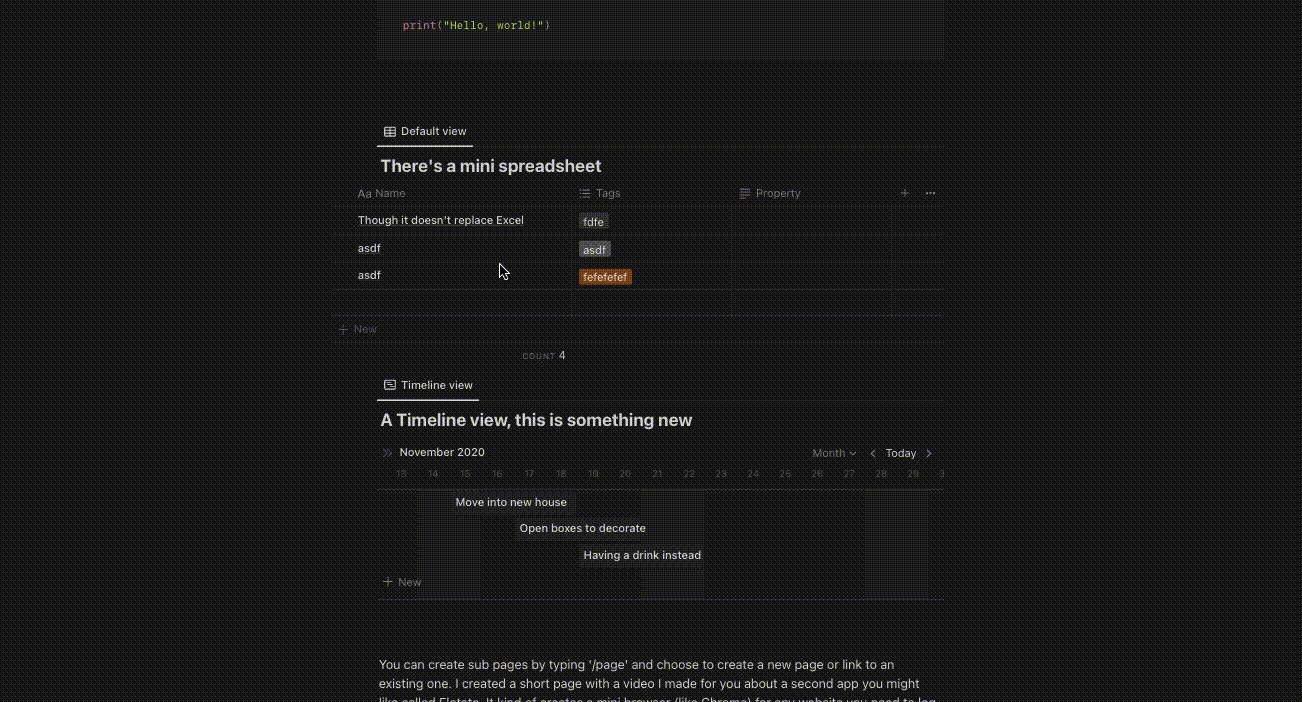 print("Hello, world!")
Default view
There's a mini spreadsheet
Aa Name Tags Property + ...
Though it doesn't replace Excel fdfe
asdf asdf
asdf fefefefef
+ New
COUNT 4
Timeline view
A Timeline view, this is something new
November 2020 Month Today
13 14 15 16 17 18 19 20 21 22 23 24 25 26 27 28 29 3
Move into new house
Open boxes to decorate
Having a drink instead
+ New
You can create sub pages by typing '/page' and choose to create a new page or link to an
existing one. I created a short page with a video I made for you about a second app you might
like called Flotato. It kind of creates a mini browser (like Chrome) for any website you need to log